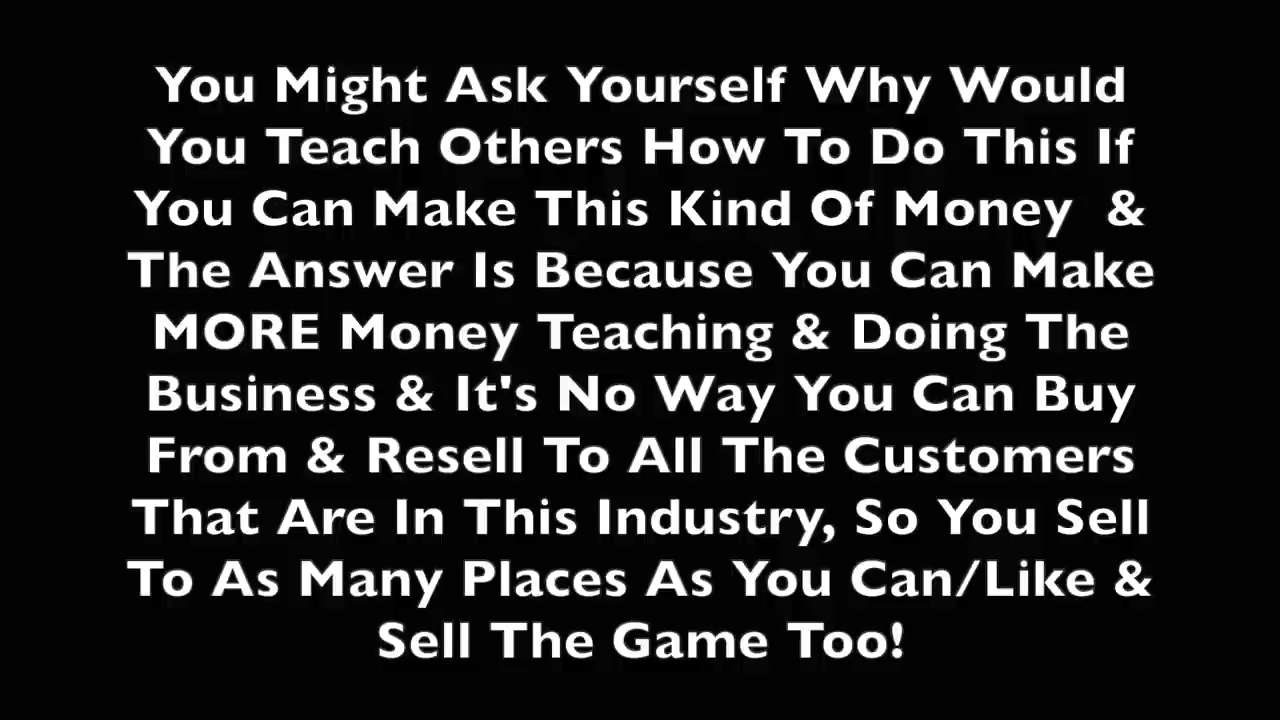 You Might Ask Yourself Why Would
You Teach Others How To Do This If
You Can Make This Kind Of Money  &
The Answer Is Because You Can Make
MORE Money Teaching & Doing The
Business & It's No Way You Can Buy
From & Resell To All The Customers
That Are In This Industry, So You Sell
To As Many Places As You Can/Like &
Sell The Game Too!